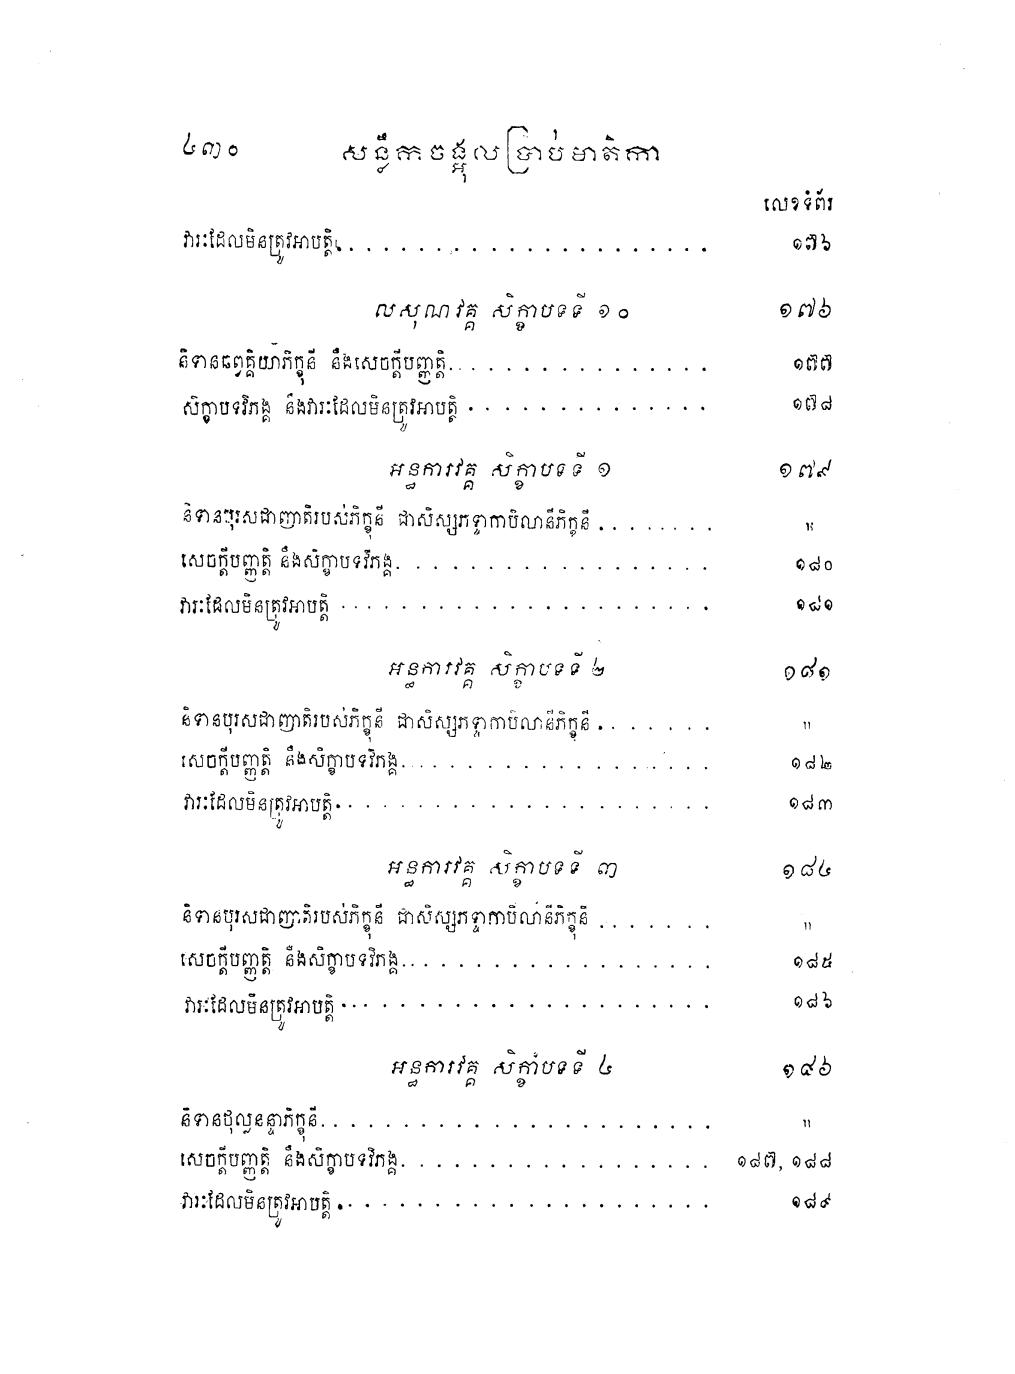 ៤៣០ សន្លឹកចង្អុលប្រាប់មាតិកា
លេខទំព័រ
វារៈដែលមិនត្រូវអាបត្តិ. . . . . . . . . . . . . . . . . . . . ១៧៦
លសុណវគ្គ សិក្ខាបទទី ១០ ១៧៦
និទានឆព្វគ្គិយាភិក្ខុនី នឹងសេចក្តីបញ្ញត្តិ. . . . . . . . . . . . . . ១៧៧
សិក្ខាបទវិភង្គ នឹងវារៈដែលមិនត្រូវអាបត្តិ . . . . . . . . . . . . . ១៧៨
អន្ធការវគ្គ សិក្ខាបទទី ១ ១៧៩
និទានបុរសជាញាតិរបស់ភិក្ខុនី ជាសិស្សភទ្ទាកាបិលានីភិក្ខុនី . . . . . . . . "
សេចក្តីបញ្ញត្តិ នឹងសិក្ខាបទវិភង្គ. . . . . . . . . . . . . . . . . . ១៨០
វារៈដែលមិនត្រូវអាបត្តិ . . . . . . . . . . . . . . . . . . . . ១៨១
អន្ធការវគ្គ សិក្ខាបទទី ២ ១៨១
និទានបុរសជាញាតិរបស់ភិក្ខុនី ជាសិស្សភទ្ទាកាបិលានីភិក្ខុនី . . . . . . . "
សេចក្តីបញ្ញត្តិ នឹងសិក្ខាបទវិភង្គ. . . . . . . . . . . . . . . . . . ១៨២
វារៈដែលមិនត្រូវអាបត្តិ. . . . . . . . . . . . . . . . . . . . ១៨៣
អន្ធការវគ្គ សិក្ខាបទទី ៣ ១៨៤
និទានបុរសជាញាតិរបស់ភិក្ខុនី ជាសិស្សភទ្ទាកាបិលានីភិក្ខុនី . . . . . . . "
សេចក្តីបញ្ញត្តិ នឹងសិក្ខាបទវិភង្គ. . . . . . . . . . . . . . . . . . ១៨៥
វារៈដែលមិនត្រូវអាបត្តិ . . . . . . . . . . . . . . . . . . . . ១៨៦
អន្ធការវគ្គ សិក្ខាបទទី ៤ ១៩៦
និទានថុល្លនន្ទាភិក្ខុនី. . . . . . . . . . . . . . . . . . . . . . "
សេចក្តីបញ្ញត្តិ នឹងសិក្ខាបទវិភង្គ. . . . . . . . . . . . . . . . . . ១៨៧, ១៨៨
វារៈដែលមិនត្រូវអាបត្តិ . . . . . . . . . . . . . . . . . . . . ១៨៩